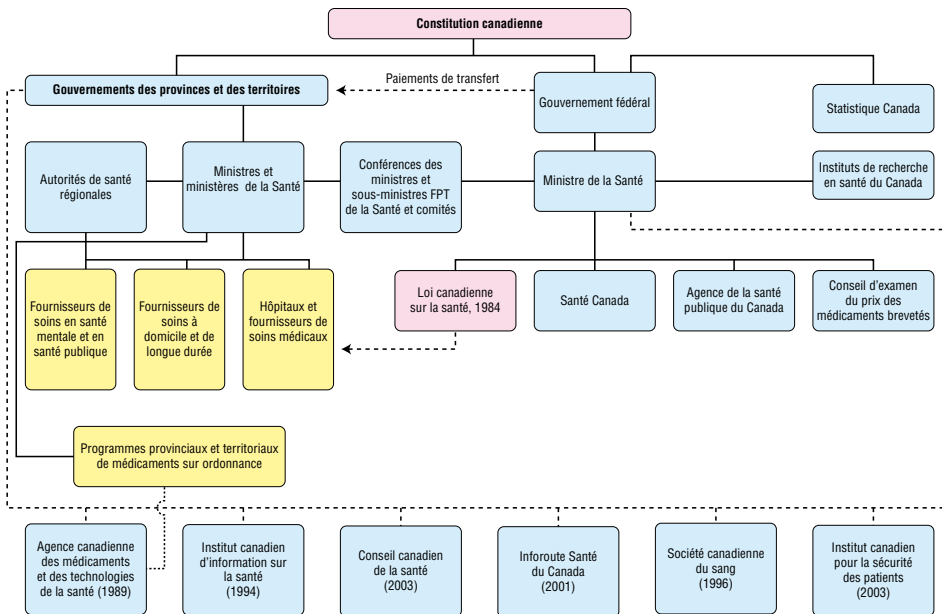 Constitution canadienne
Gouvernements des provinces et des territoires
Paiements de transfert
Gouvernement fédéral
Statistique Canada
Autorités de santé
régionales
Ministres et
ministères de la Santé
Conférences des
ministres et
sous-ministres FPT
de la Santé et comités
Ministre de la Santé
Instituts de recherche
en santé du Canada
Fournisseurs de
soins en santé
mentale et en
santé publique
Fournisseurs de
soins à
domicile et de
longue durée
Hôpitaux et
fournisseurs de
soins médicaux
Loi canadienne
sur la santé, 1984
Santé Canada
Agence de la santé
publique du Canada
Conseil d'examen
du prix des
médicaments brevetés
Programmes provinciaux et territoriaux
de médicaments sur ordonnance
Agence canadienne
des médicaments
et des technologies
de la santé (1989)
Institut canadien
d'information sur
la santé
(1994)
Conseil canadien
de la santé
(2003)
Inforoute Santé
du Canada
(2001)
Société canadienne
du sang
(1996)
Institut canadien
pour la sécurité
des patients
(2003)